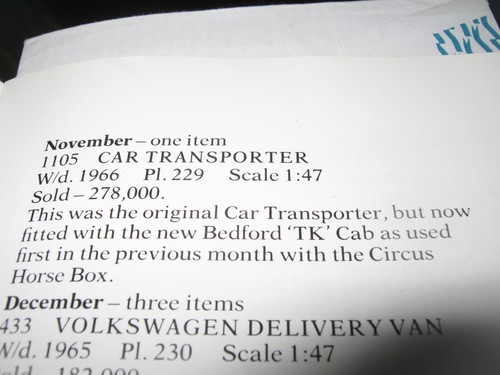 November – one item
1105 CAR TRANSPORTER
W/d. 1966 Pl. 229 Scale 1:47
Sold – 278,000.
This was the original Car Transporter, but now
fitted with the new Bedford 'TK' Cab as used
first in the previous month with the Circus
Horse Box.
December – three items
433 VOLKSWAGEN DELIVERY VAN
W/d. 1965 Pl. 230 Scale 1:47